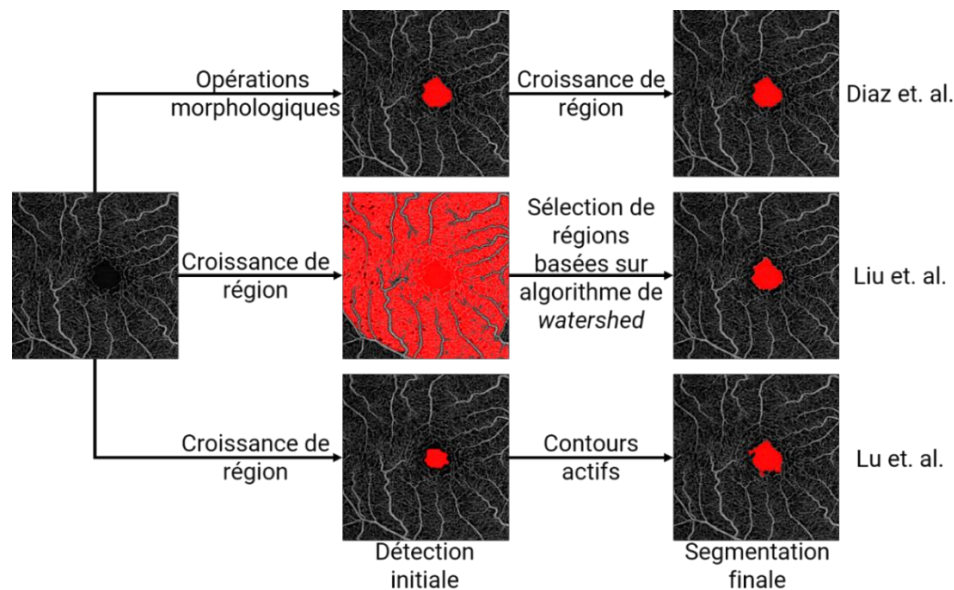 Opérations
morphologiques
Croissance de
région
Diaz et. al.
Croissance de
région
Sélection de
régions
basées sur
algorithme de
watershed
Liu et. al.
Croissance de
région
Contours
actifs
Lu et. al.
Détection
initiale
Segmentation
finale